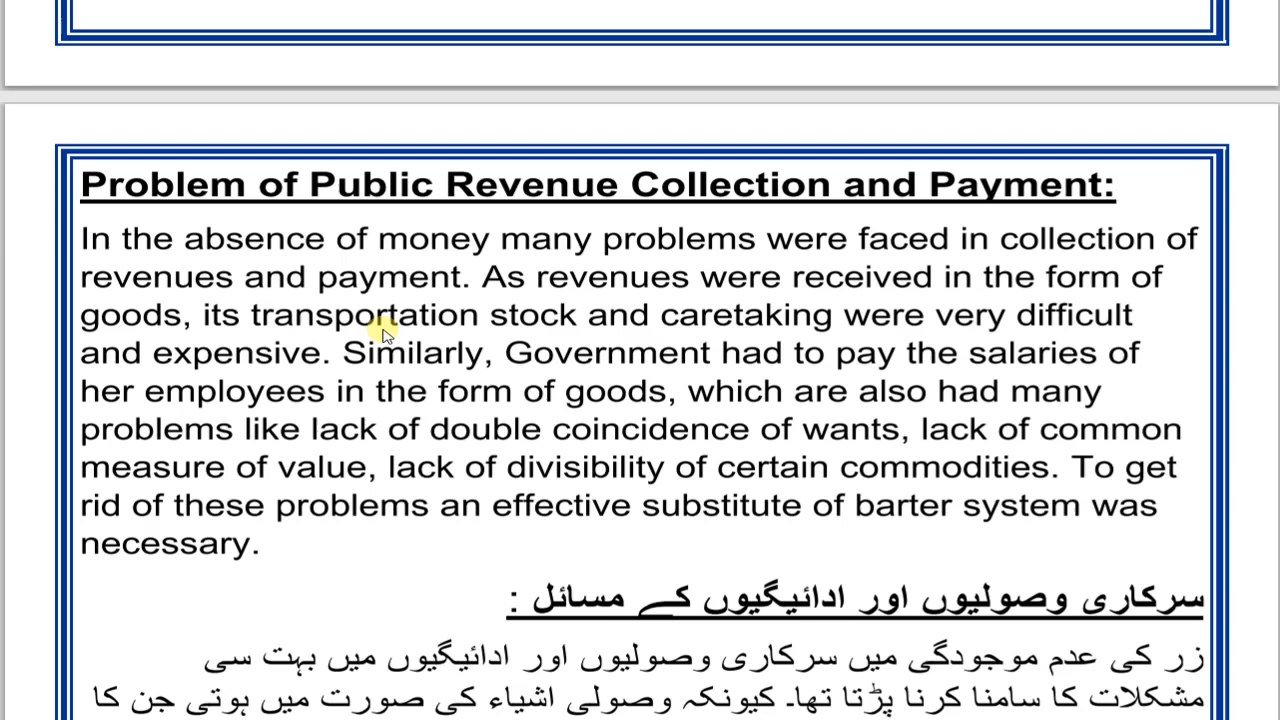 Problem of Public Revenue Collection and Payment:
In the absence of money many problems were faced in collection of
revenues and payment. As revenues were received in the form of
goods, its transportation stock and caretaking were very difficult
and expensive. Similarly, Government had to pay the salaries of
her employees in the form of goods, which are also had many
problems like lack of double coincidence of wants, lack of common
measure of value, lack of divisibility of certain commodities. To get
rid of these problems an effective substitute of barter system was
necessary.
سرکاری وصولیوں اور ادائیگیوں کے مسائل :
زر کی عدم موجودگی میں سرکاری وصولیوں اور ادائیگیوں میں بہت سی
مشکلات کا سامنا کرنا پڑتا تھا۔ کیونکہ وصولی اشیاء کی صورت میں ہوتی جن کا